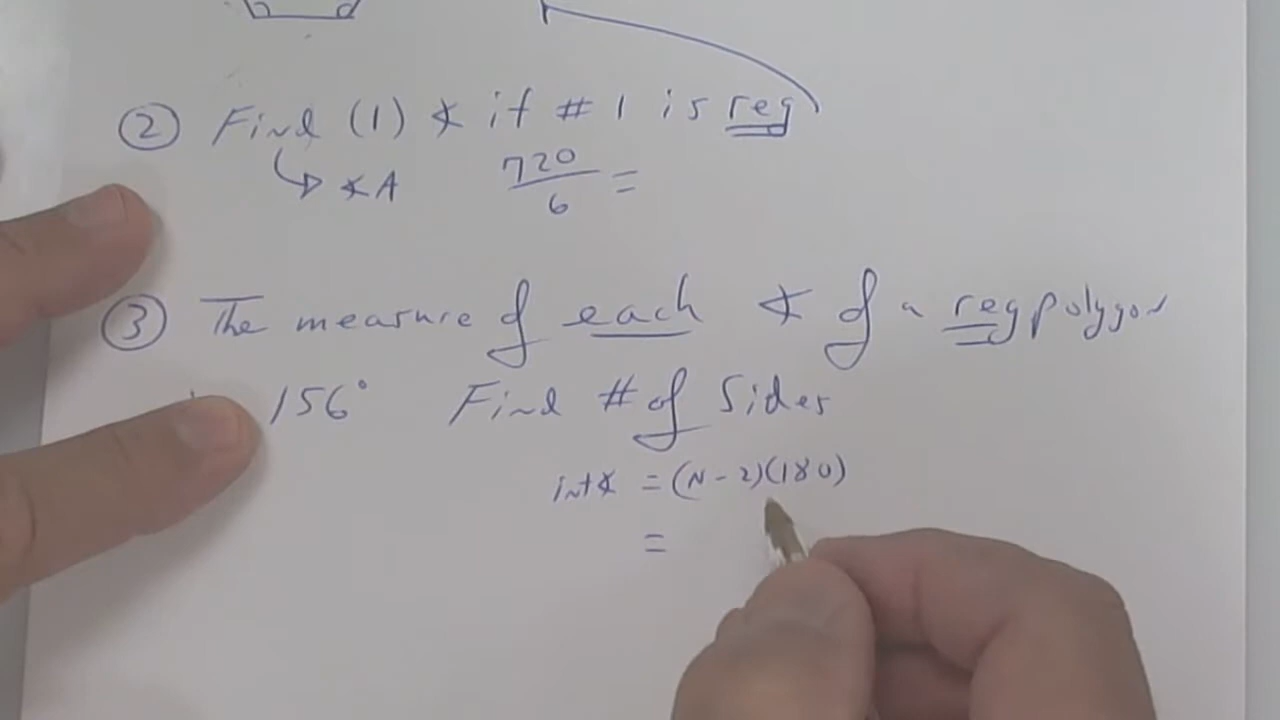 ② Find (1) ∡ if # 1 is reg
↳ ∡A 720/6 =
③ The measure of each ∡ of a reg polygon
156° Find # of Sides
int∡ = (N-2)(180)
=